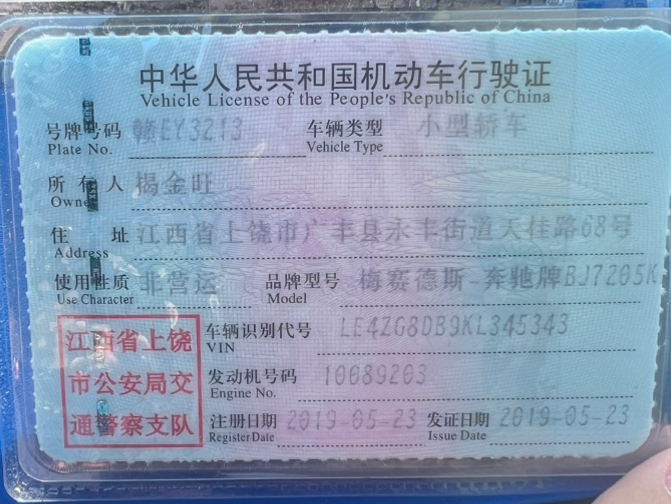 中华人民共和国机动车行驶证
Vehicle License of the People's Republic of China
号牌号码 赣EY3213 车辆类型 小型轿车
Plate No. Vehicle Type
所有人 揭金旺
Owner
住址 江西省上饶市广丰县永丰街道天桂路68号
Address
使用性质 非营运 品牌型号 梅赛德斯-奔驰牌BJ7205K
Use Character Model
江西省上饶
市公安局交
通警察支队
车辆识别代号 LE4ZG8DB9KL345343
VIN
发动机号码 10089203
Engine No.
注册日期 2019-05-23 发证日期 2019-05-23
Register Date Issue Date